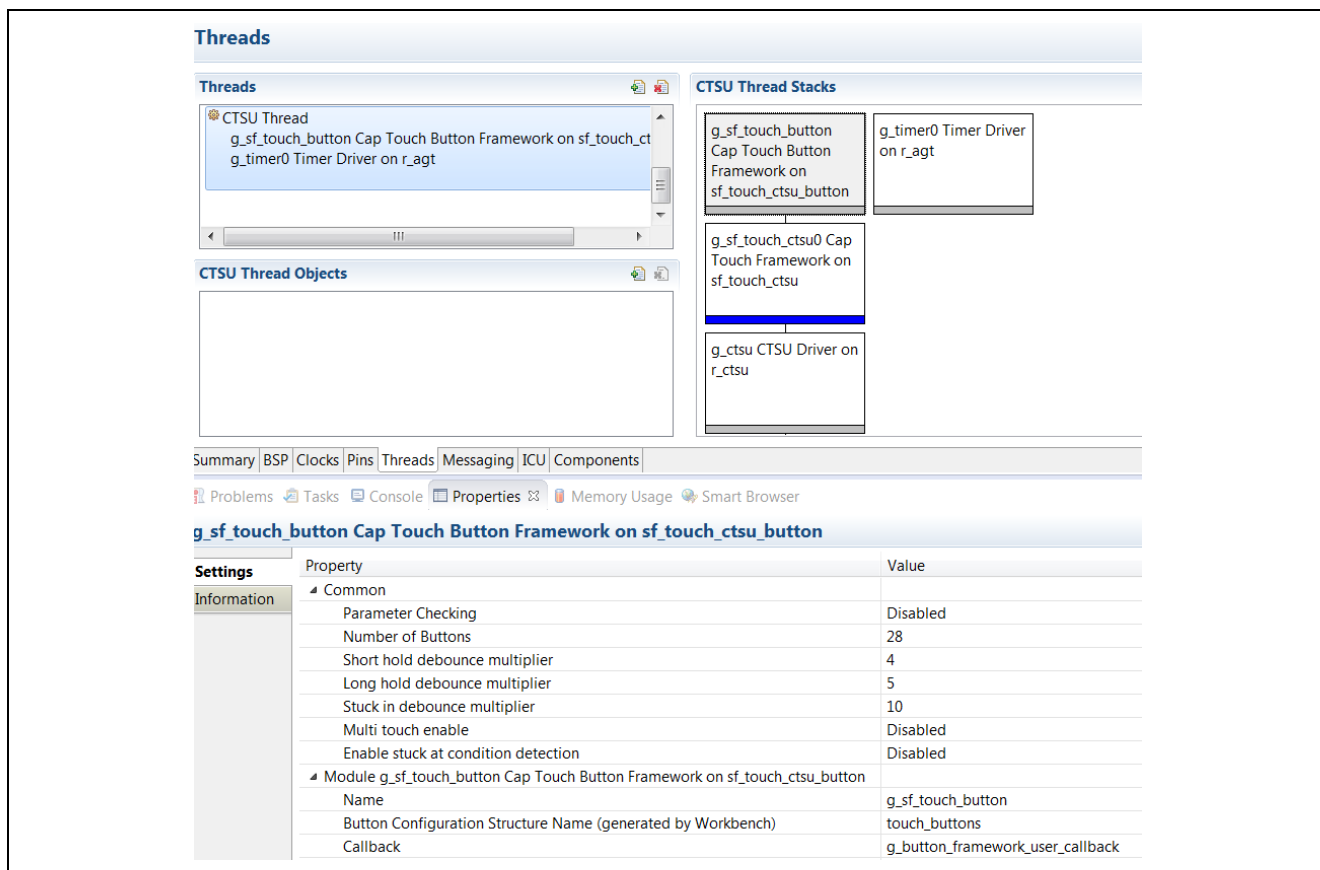 Threads
Threads
CTSU Thread
g_sf_touch_button Cap Touch Button Framework on sf_touch_ct
g_timer0 Timer Driver on r_agt
CTSU Thread Objects
CTSU Thread Stacks
g_sf_touch_button
Cap Touch Button
Framework on
sf_touch_ctsu_button
g_timer0 Timer Driver
on r_agt
g_sf_touch_ctsu0 Cap
Touch Framework on
sf_touch_ctsu
g_ctsu CTSU Driver on
r_ctsu
Summary BSP Clocks Pins Threads Messaging ICU Components
Problems Tasks Console Properties Memory Usage Smart Browser
g_sf_touch_button Cap Touch Button Framework on sf_touch_ctsu_button
Settings
Information
Property Value
Common
Parameter Checking Disabled
Number of Buttons 28
Short hold debounce multiplier 4
Long hold debounce multiplier 5
Stuck in debounce multiplier 10
Multi touch enable Disabled
Enable stuck at condition detection Disabled
Module g_sf_touch_button Cap Touch Button Framework on sf_touch_ctsu_button
Name g_sf_touch_button
Button Configuration Structure Name (generated by Workbench) touch_buttons
Callback g_button_framework_user_callback